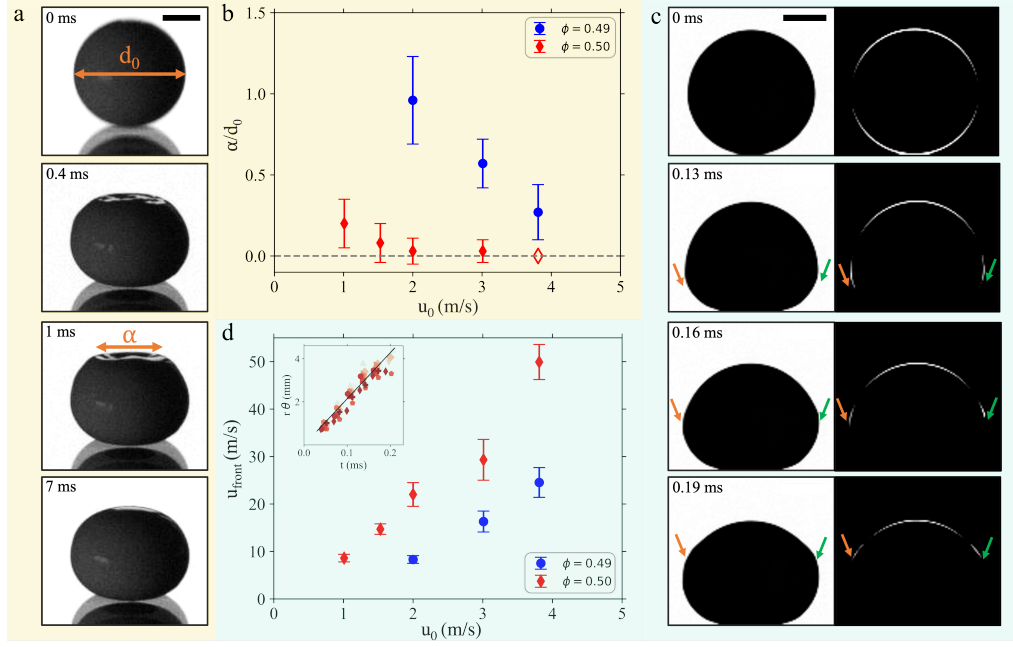 a
0 ms
d₀
0.4 ms
1 ms
α
7 ms
b
1.5
1.0
0.5
0.0
α/d₀
ϕ = 0.49
ϕ = 0.50
0 1 2 3 4 5
u₀ (m/s)
c
0 ms
0.13 ms
0.16 ms
0.19 ms
d
50
40
30
20
10
0
u_front (m/s)
4
2
r θ (mm)
0.0 0.1 0.2
t (ms)
ϕ = 0.49
ϕ = 0.50
0 1 2 3 4 5
u₀ (m/s)